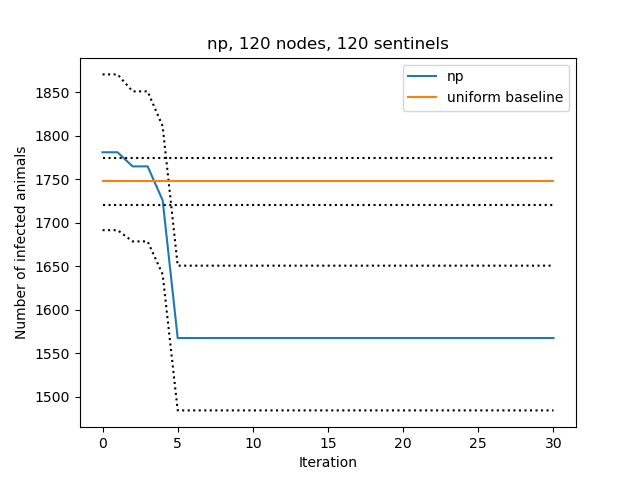 np, 120 nodes, 120 sentinels
np
uniform baseline
Number of infected animals
1850
1800
1750
1700
1650
1600
1550
1500
0 5 10 15 20 25 30
Iteration